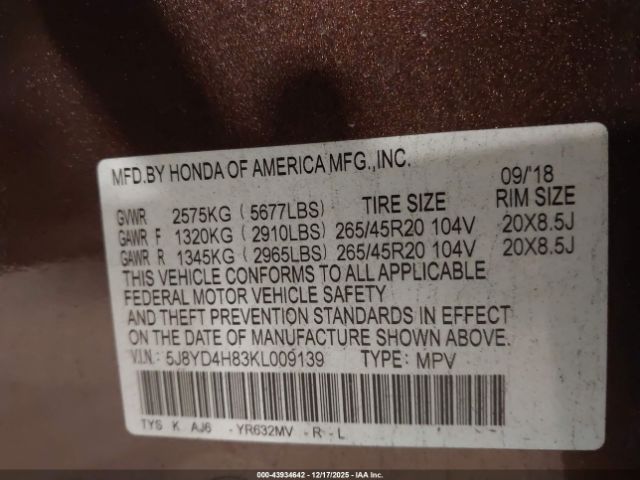 MFD.BY HONDA OF AMERICA MFG.,INC. 09/'18
GVWR 2575KG ( 5677LBS) TIRE SIZE RIM SIZE
GAWR F 1320KG ( 2910LBS) 265/45R20 104V 20X8.5J
GAWR R 1345KG ( 2965LBS) 265/45R20 104V 20X8.5J
THIS VEHICLE CONFORMS TO ALL APPLICABLE
FEDERAL MOTOR VEHICLE SAFETY
AND THEFT PREVENTION STANDARDS IN EFFECT
ON THE DATE OF MANUFACTURE SHOWN ABOVE.
V.I.N.: 5J8YD4H83KL009139 TYPE: MPV
TYS K AJ6 - YR632MV - R - L
000-43934642 - 12/17/2025 - IAA Inc.